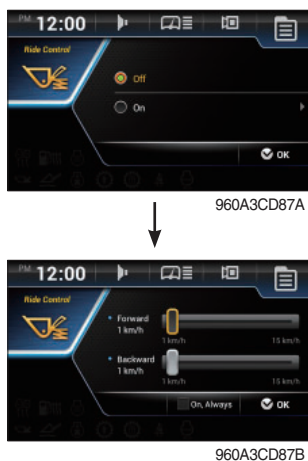 PM 12:00
Ride Control
Off
On
OK
960A3CD87A
PM 12:00
Ride Control
Forward
1 km/h
1 km/h 15 km/h
Backward
1 km/h
1 km/h 15 km/h
On, Always OK
960A3CD87B